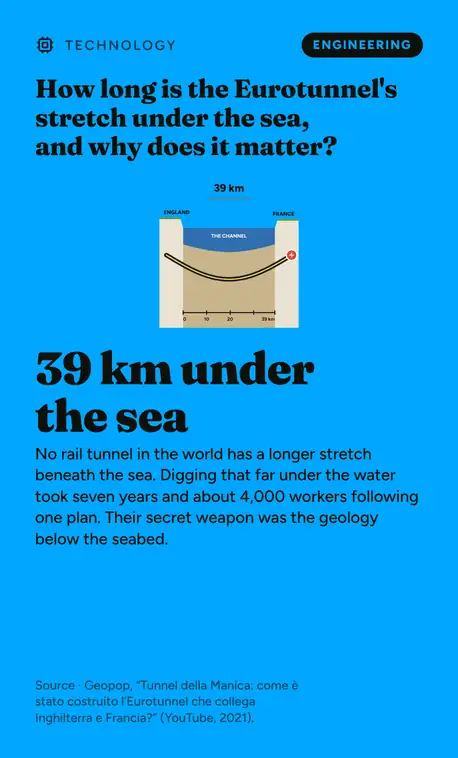 TECHNOLOGY
ENGINEERING
How long is the Eurotunnel's
stretch under the sea,
and why does it matter?
39 km
ENGLAND
FRANCE
THE CHANNEL
0 10 20 39 km
39 km under
the sea
No rail tunnel in the world has a longer stretch
beneath the sea. Digging that far under the water
took seven years and about 4,000 workers following
one plan. Their secret weapon was the geology
below the seabed.
Source · Geopop, "Tunnel della Manica: come è
stato costruito l'Eurotunnel che collega
Inghilterra e Francia?" (YouTube, 2021).